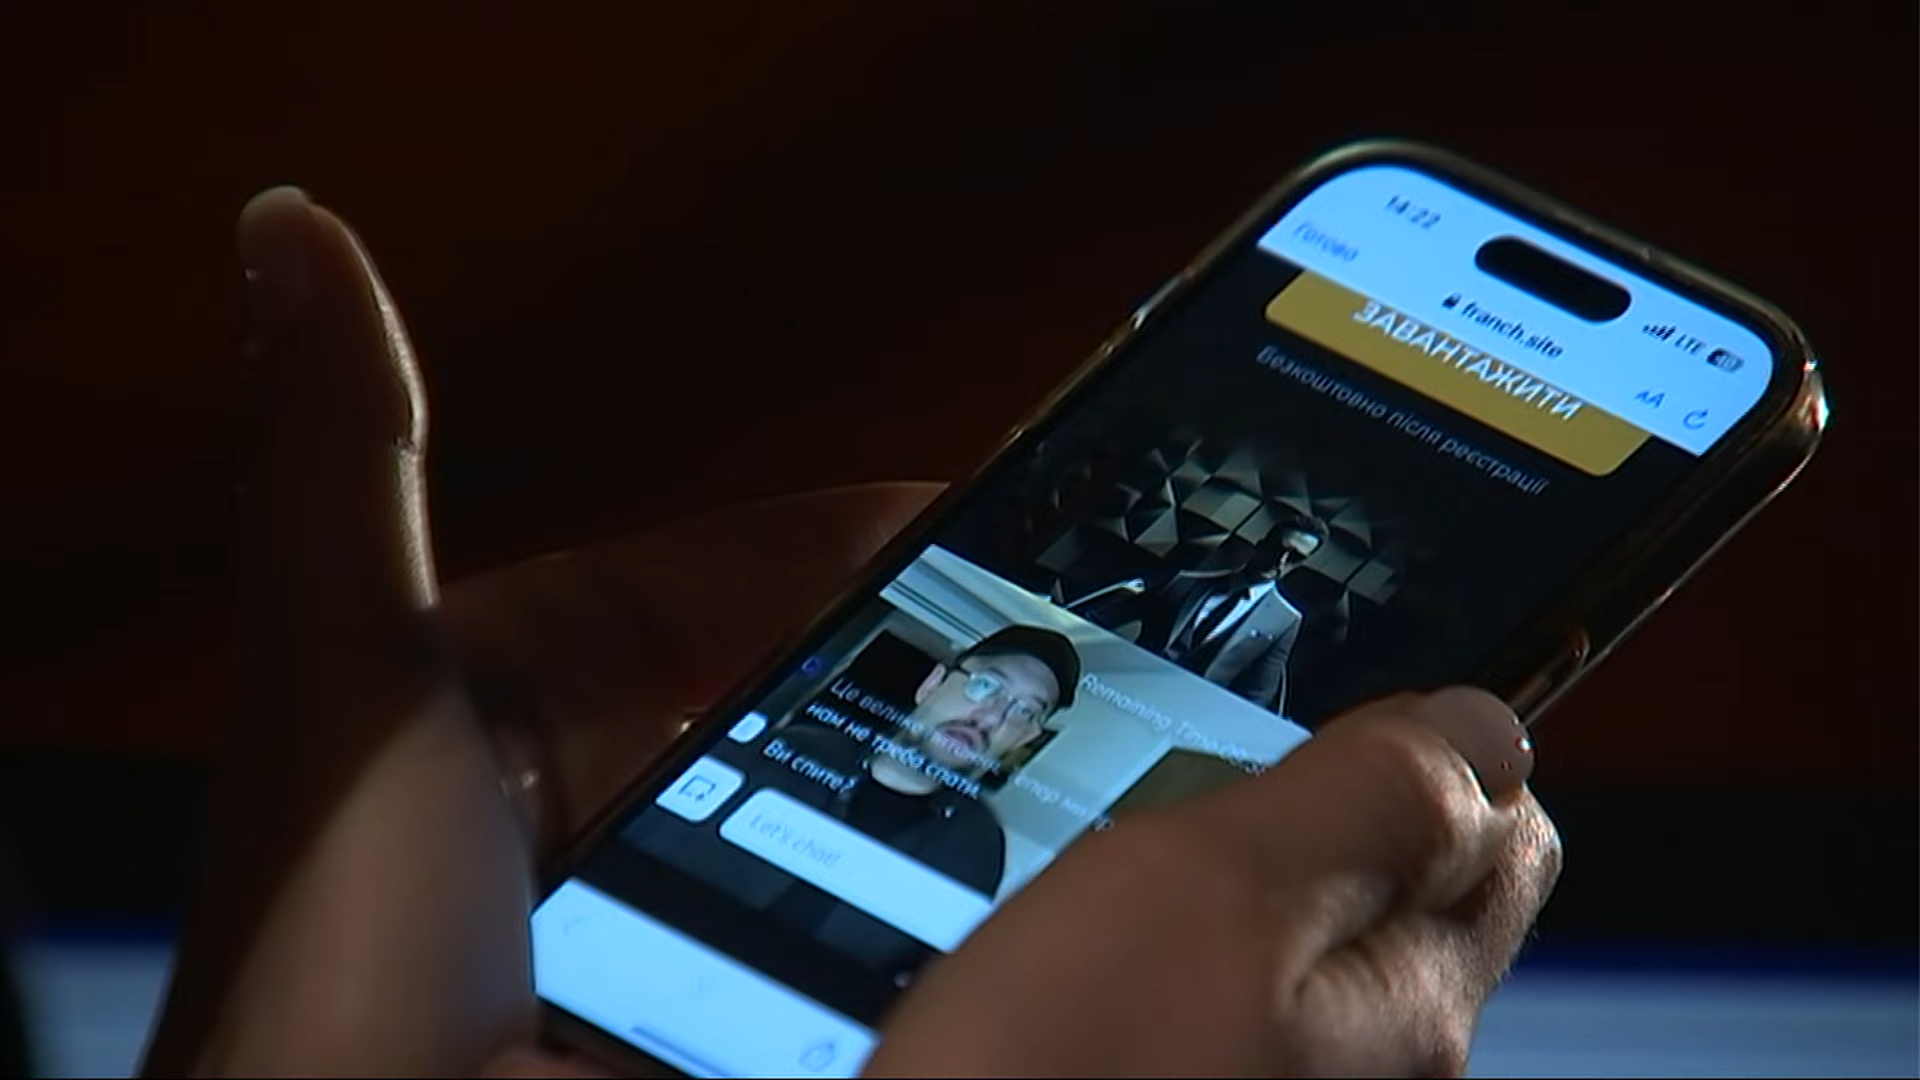 14:22
LTE
Готово
franch.site
AA
ЗАВАНТАЖИТИ
Безкоштовно після реєстрації
Remaining Time
Це велике
нам не треба спати.
Ви спите?
Let's chat!